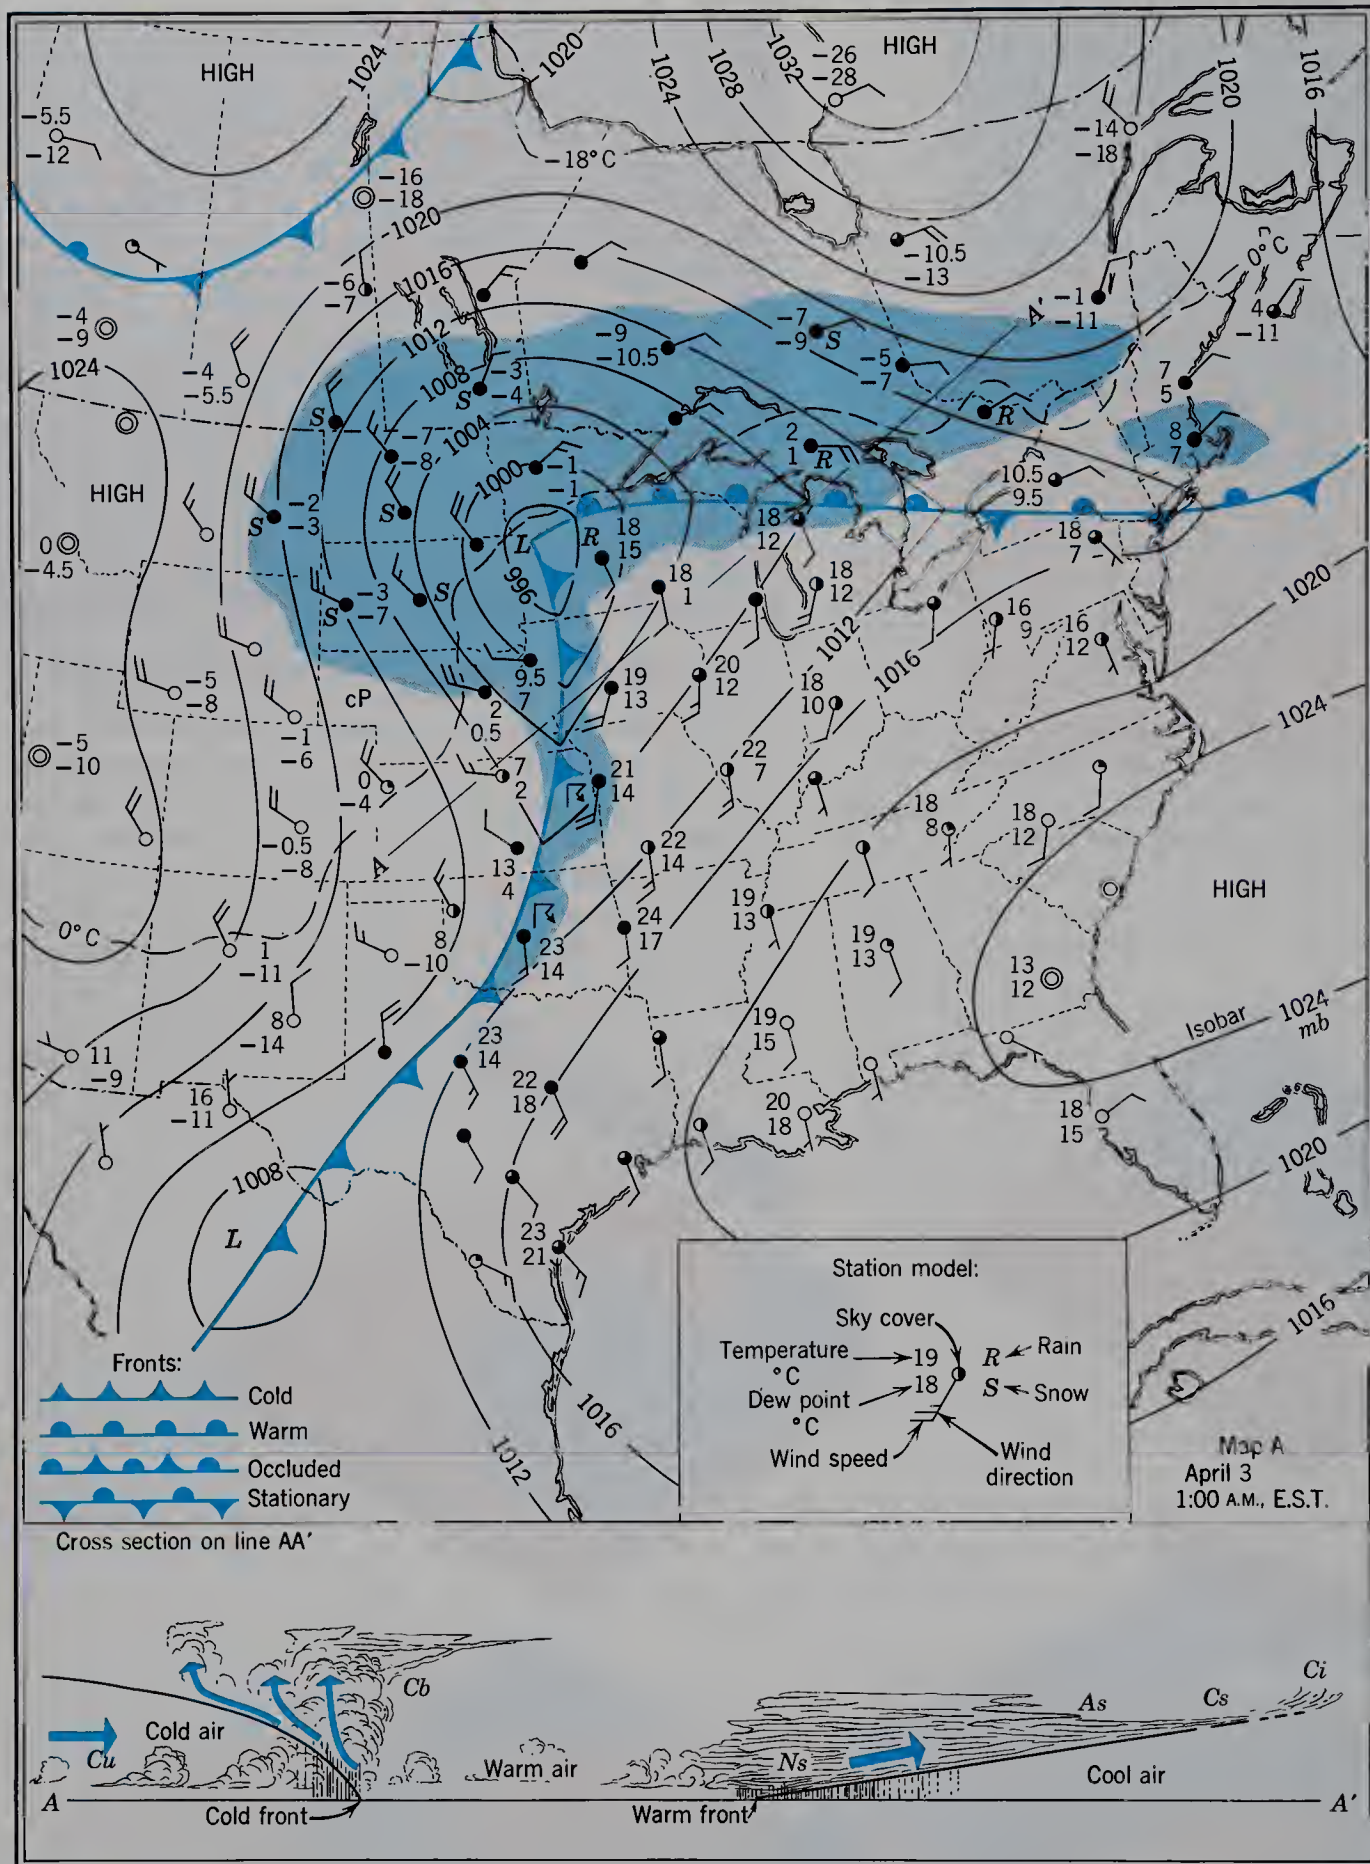 HIGH
1024
1020
1024
1028
1032
-26
-28
HIGH
1020
1016
-5.5
-12
-18°C
-14
-18
-16
-18
-1020
0°C
-10.5
-13
-6
-7
1016
A'
-1
-11
4
-11
-4
-9
1012
-9
-10.5
-7
-9
S
-5
-7
1024
-4
-5.5
1008
-3
-4
S
7
5
S
R
-7
-8
1004
2
1
R
8
7
HIGH
1000
-1
-1
10.5
9.5
-2
-3
S
S
0
-4.5
L
R
18
15
18
12
18
7
996
18
1
18
12
-3
-7
S
S
1012
16
9
16
12
1020
9.5
7
20
12
1016
-5
-8
cP
2
0.5
19
13
18
10
1024
-1
-6
-5
-10
0
-4
7
2
21
14
22
7
-0.5
-8
A
13
4
22
14
18
8
18
12
HIGH
0°C
1
-11
8
-10
23
14
24
17
19
13
19
13
13
12
8
-14
23
14
19
15
Isobar
1024
mb
11
-9
16
-11
22
18
20
18
18
15
1008
1020
L
23
21
1016
1016
1012
Station model:
Sky cover
Temperature
°C
19
R
Rain
Dew point
°C
18
S
Snow
Wind speed
Wind
direction
Map A
April 3
1:00 A.M., E.S.T.
Fronts:
Cold
Warm
Occluded
Stationary
Cross section on line AA'
Cold air
Cu
Cb
Warm air
Ns
As
Cs
Ci
Cool air
A
Cold front
Warm front
A'